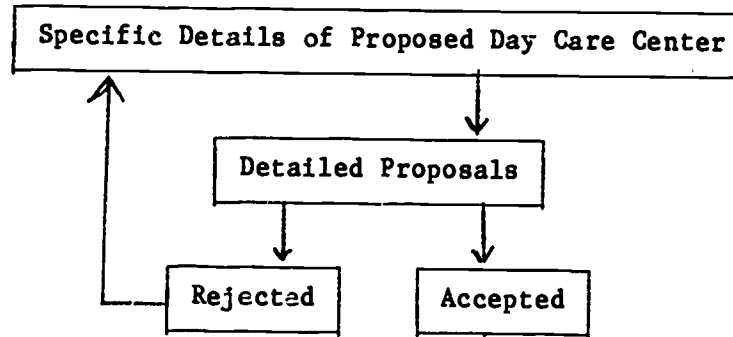 Specific Details of Proposed Day Care Center
Detailed Proposals
Rejected
Accepted